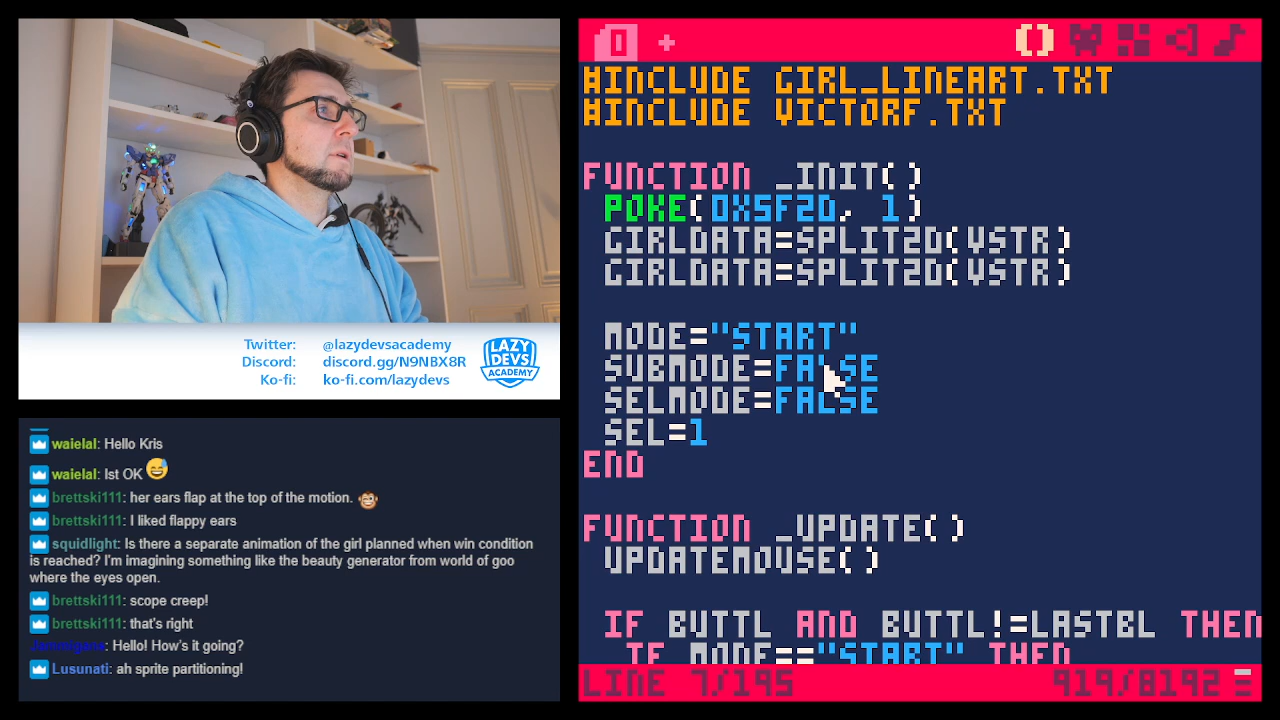 Twitter: @lazydevsacademy
Discord: discord.gg/N9NBX8R
Ko-fi: ko-fi.com/lazydevs
LAZY
DEVS
ACADEMY
waielal: Hello Kris
waielal: Ist OK
brettski111: her ears flap at the top of the motion.
brettski111: I liked flappy ears
squidlight: Is there a separate animation of the girl planned when win condition
is reached? I'm imagining something like the beauty generator from world of goo
where the eyes open.
brettski111: scope creep!
brettski111: that's right
Hello! How's it going?
Lusunati: ah sprite partitioning!
0 +
#INCLUDE GIRL_LINEART.TXT
#INCLUDE VICTORF.TXT
FUNCTION _INIT()
POKE(0X5F2D, 1)
GIRLDATA=SPLIT2D(VSTR)
GIRLDATA=SPLIT2D(VSTR)
MODE="START"
SUBMODE=FALSE
SELMODE=FALSE
SEL=1
END
FUNCTION _UPDATE()
UPDATEMOUSE()
IF BUTTL AND BUTTL!=LASTBL THEN
IF MODE=="START" THEN
LINE 7/195 919/8192